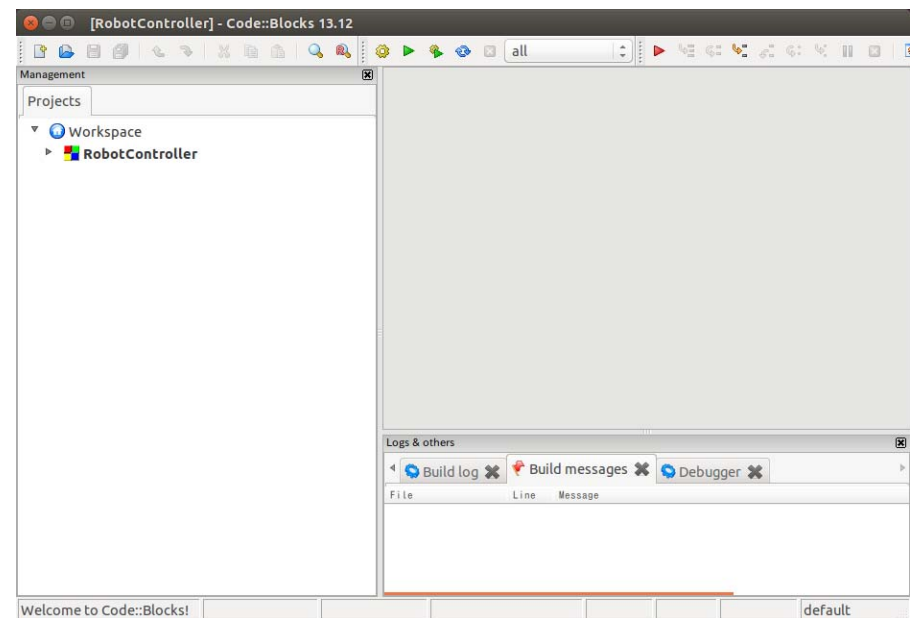 [RobotController] - Code::Blocks 13.12
all
Management
Projects
Workspace
RobotController
Logs & others
Build log
Build messages
Debugger
File Line Message
Welcome to Code::Blocks! default